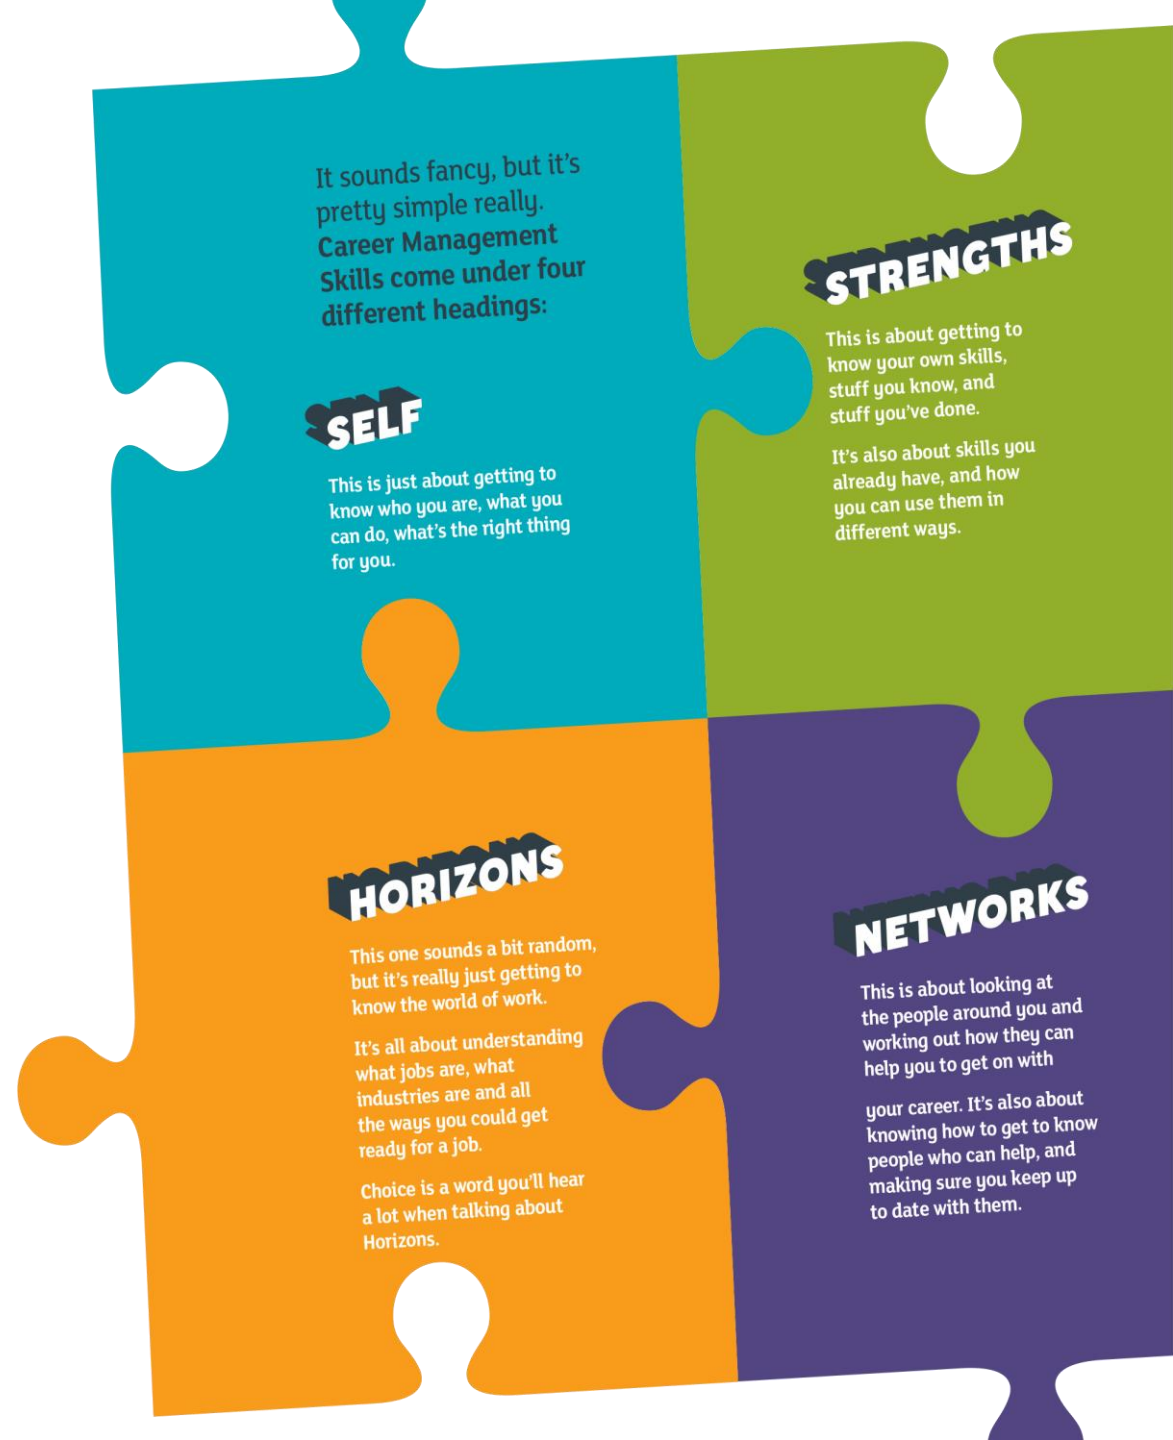 It sounds fancy, but it's
pretty simple really.
Career Management
Skills come under four
different headings:
SELF
This is just about getting to
know who you are, what you
can do, what's the right thing
for you.
STRENGTHS
This is about getting to
know your own skills,
stuff you know, and
stuff you've done.
It's also about skills you
already have, and how
you can use them in
different ways.
HORIZONS
This one sounds a bit random,
but it's really just getting to
know the world of work.
It's all about understanding
what jobs are, what
industries are and all
the ways you could get
ready for a job.
Choice is a word you'll hear
a lot when talking about
Horizons.
NETWORKS
This is about looking at
the people around you and
working out how they can
help you to get on with
your career. It's also about
knowing how to get to know
people who can help, and
making sure you keep up
to date with them.